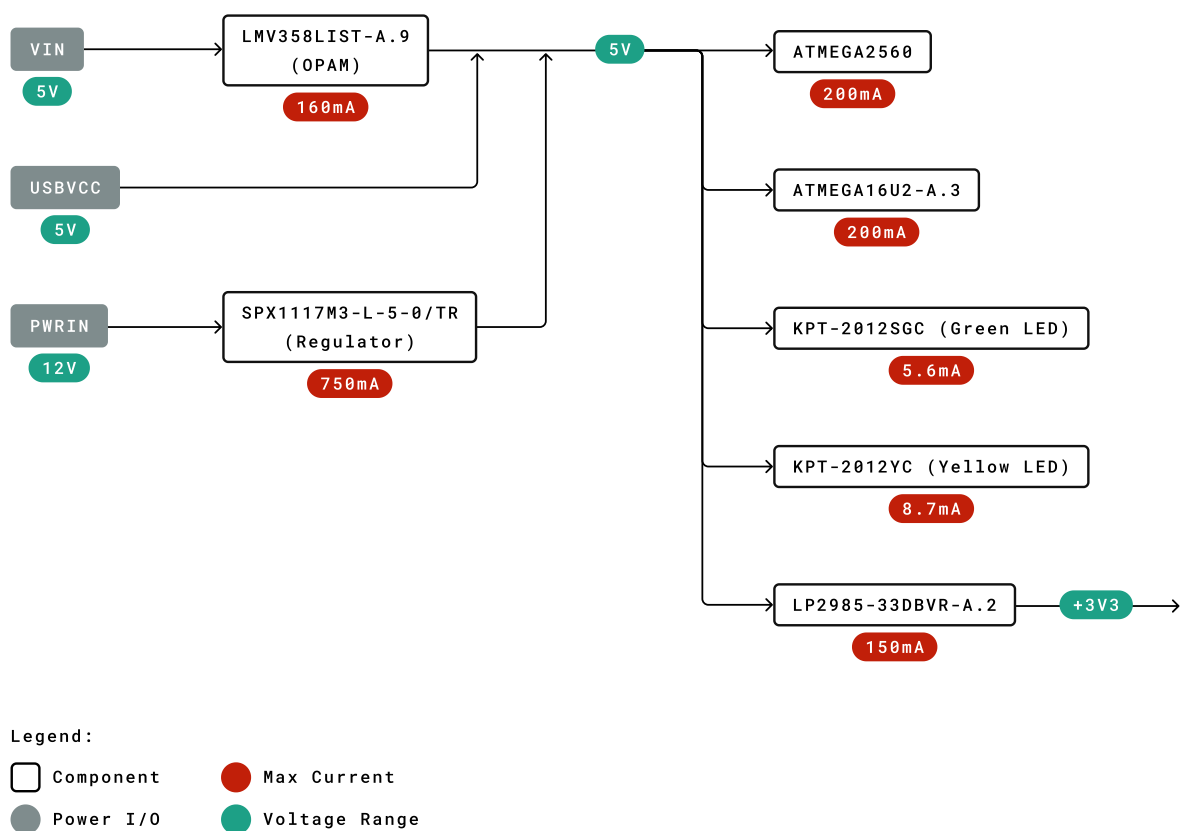 VIN
5V
LMV358LIST-A.9
(OPAM)
160mA
5V
ATMEGA2560
200mA
USBVCC
5V
ATMEGA16U2-A.3
200mA
PWRIN
12V
SPX1117M3-L-5-0/TR
(Regulator)
750mA
KPT-2012SGC (Green LED)
5.6mA
KPT-2012YC (Yellow LED)
8.7mA
LP2985-33DBVR-A.2
150mA
+3V3
Legend:
Component
Max Current
Power I/O
Voltage Range